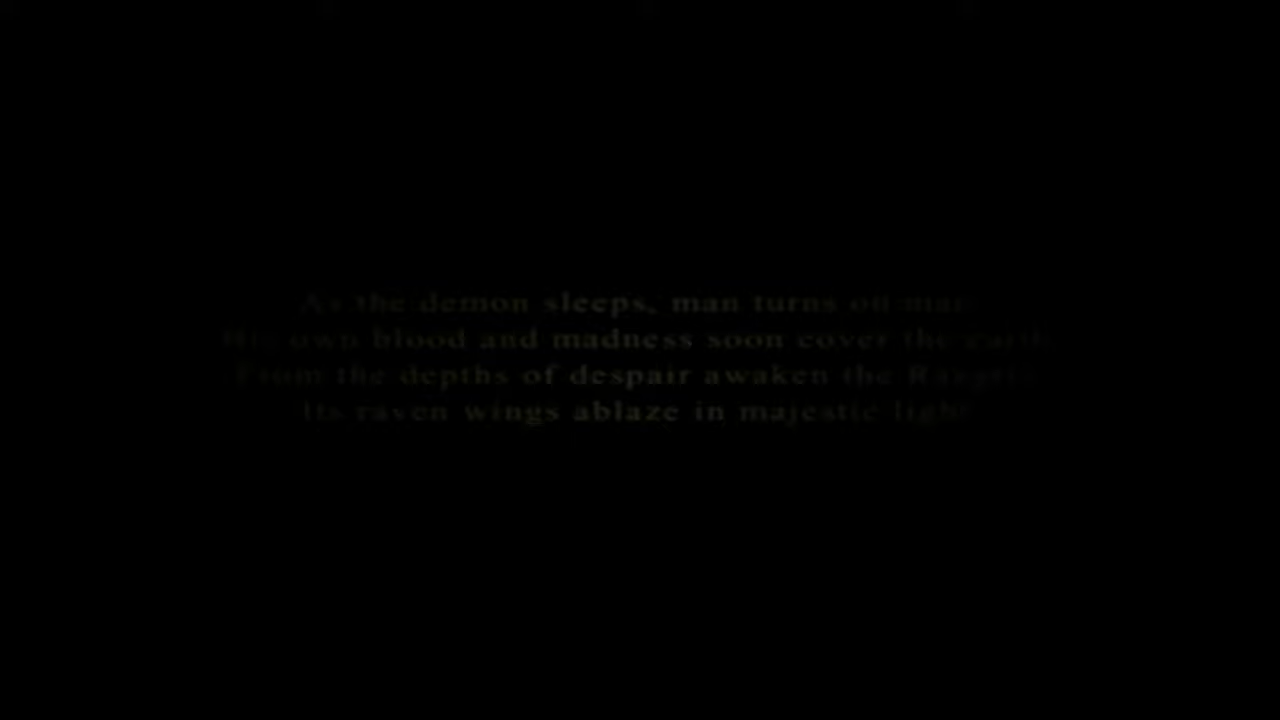 As the demon sleeps, man turns on man
His own blood and madness soon cover the earth
From the depths of despair awaken the Razgriz
Its raven wings ablaze in majestic light